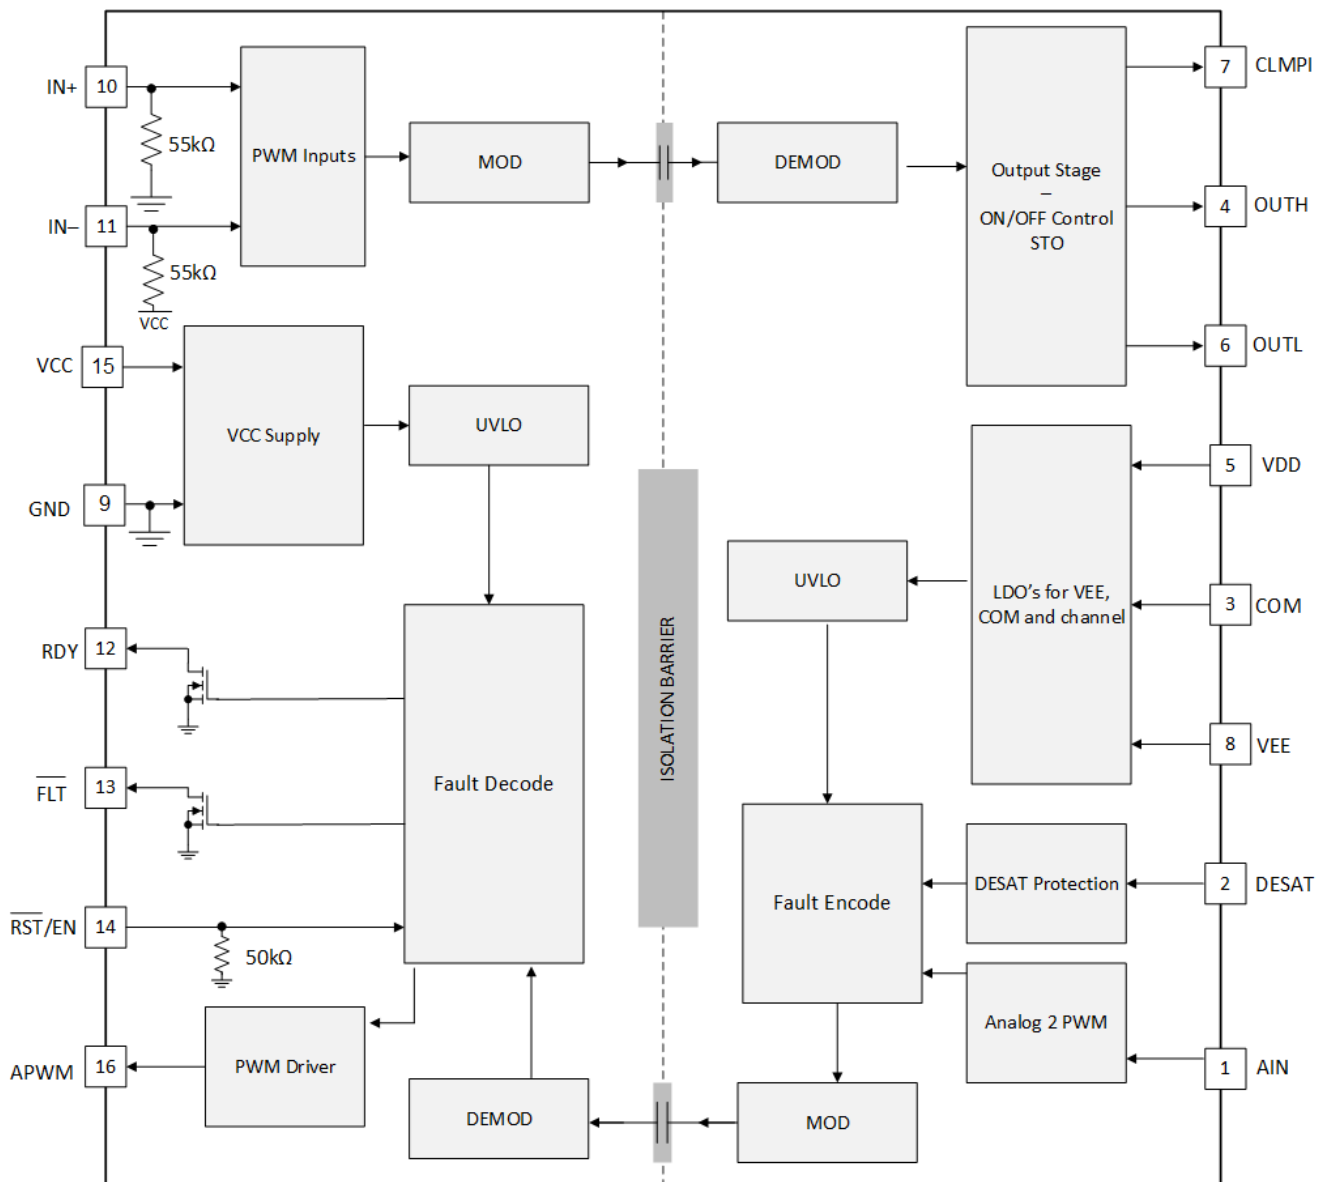 IN+
10
55kΩ
IN–
11
55kΩ
VCC
PWM Inputs
MOD
DEMOD
Output Stage
–
ON/OFF Control
STO
7
CLMPI
4
OUTH
6
OUTL
VCC
15
GND
9
VCC Supply
UVLO
ISOLATION BARRIER
UVLO
LDO's for VEE,
COM and channel
5
VDD
3
COM
8
VEE
RDY
12
FLT
13
RST/EN
14
50kΩ
Fault Decode
Fault Encode
DESAT Protection
2
DESAT
Analog 2 PWM
1
AIN
APWM
16
PWM Driver
DEMOD
MOD